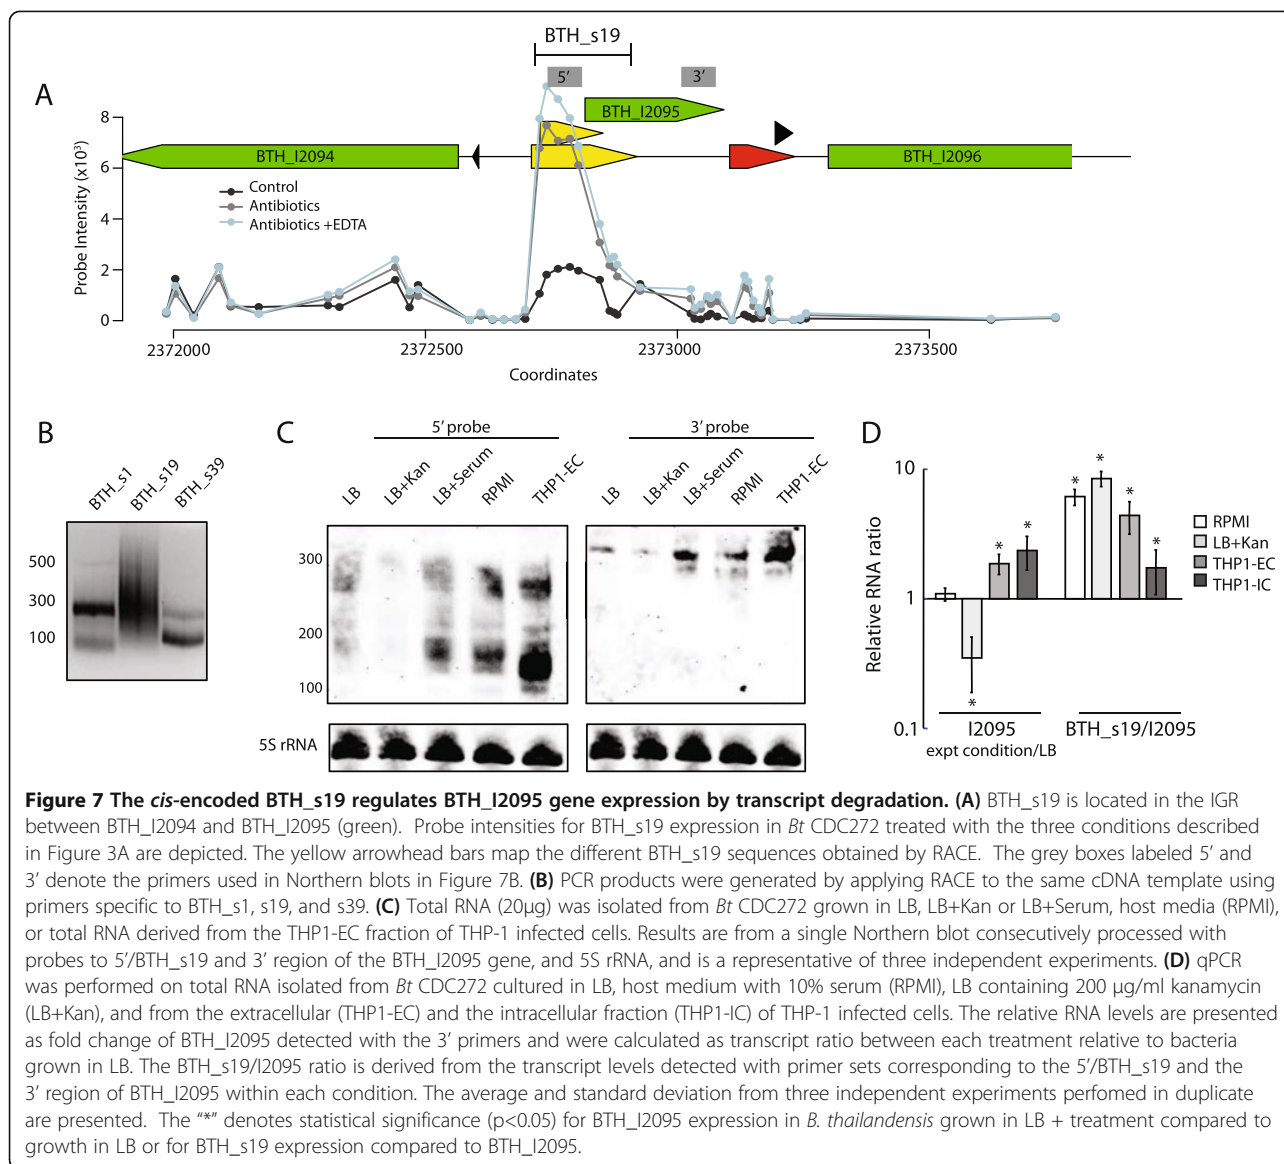 BTH_s19
A
5’
3’
BTH_I2095
BTH_I2094
BTH_I2096
Probe Intensity (x10³)
8
6
4
2
0
Control
Antibiotics
Antibiotics +EDTA
2372000
2372500
2373000
2373500
Coordinates
B
BTH_s1
BTH_s19
BTH_s39
500
300
100
C
5’ probe
3’ probe
LB
LB+Kan
LB+Serum
RPMI
THP1-EC
LB
LB+Kan
LB+Serum
RPMI
THP1-EC
300
200
100
5S rRNA
D
Relative RNA ratio
10
1
0.1
*
*
*
*
*
*
*
RPMI
LB+Kan
THP1-EC
THP1-IC
I2095
expt condition/LB
BTH_s19/I2095
Figure 7 The cis-encoded BTH_s19 regulates BTH_I2095 gene expression by transcript degradation. (A) BTH_s19 is located in the IGR
between BTH_I2094 and BTH_I2095 (green). Probe intensities for BTH_s19 expression in Bt CDC272 treated with the three conditions described
in Figure 3A are depicted. The yellow arrowhead bars map the different BTH_s19 sequences obtained by RACE. The grey boxes labeled 5’ and
3’ denote the primers used in Northern blots in Figure 7B. (B) PCR products were generated by applying RACE to the same cDNA template using
primers specific to BTH_s1, s19, and s39. (C) Total RNA (20μg) was isolated from Bt CDC272 grown in LB, LB+Kan or LB+Serum, host media (RPMI),
or total RNA derived from the THP1-EC fraction of THP-1 infected cells. Results are from a single Northern blot consecutively processed with
probes to 5’/BTH_s19 and 3’ region of the BTH_I2095 gene, and 5S rRNA, and is a representative of three independent experiments. (D) qPCR
was performed on total RNA isolated from Bt CDC272 cultured in LB, host medium with 10% serum (RPMI), LB containing 200 μg/ml kanamycin
(LB+Kan), and from the extracellular (THP1-EC) and the intracellular fraction (THP1-IC) of THP-1 infected cells. The relative RNA levels are presented
as fold change of BTH_I2095 detected with the 3’ primers and were calculated as transcript ratio between each treatment relative to bacteria
grown in LB. The BTH_s19/I2095 ratio is derived from the transcript levels detected with primer sets corresponding to the 5’/BTH_s19 and the
3’ region of BTH_I2095 within each condition. The average and standard deviation from three independent experiments perfomed in duplicate
are presented. The “*” denotes statistical significance (p<0.05) for BTH_I2095 expression in B. thailandensis grown in LB + treatment compared to
growth in LB or for BTH_s19 expression compared to BTH_I2095.